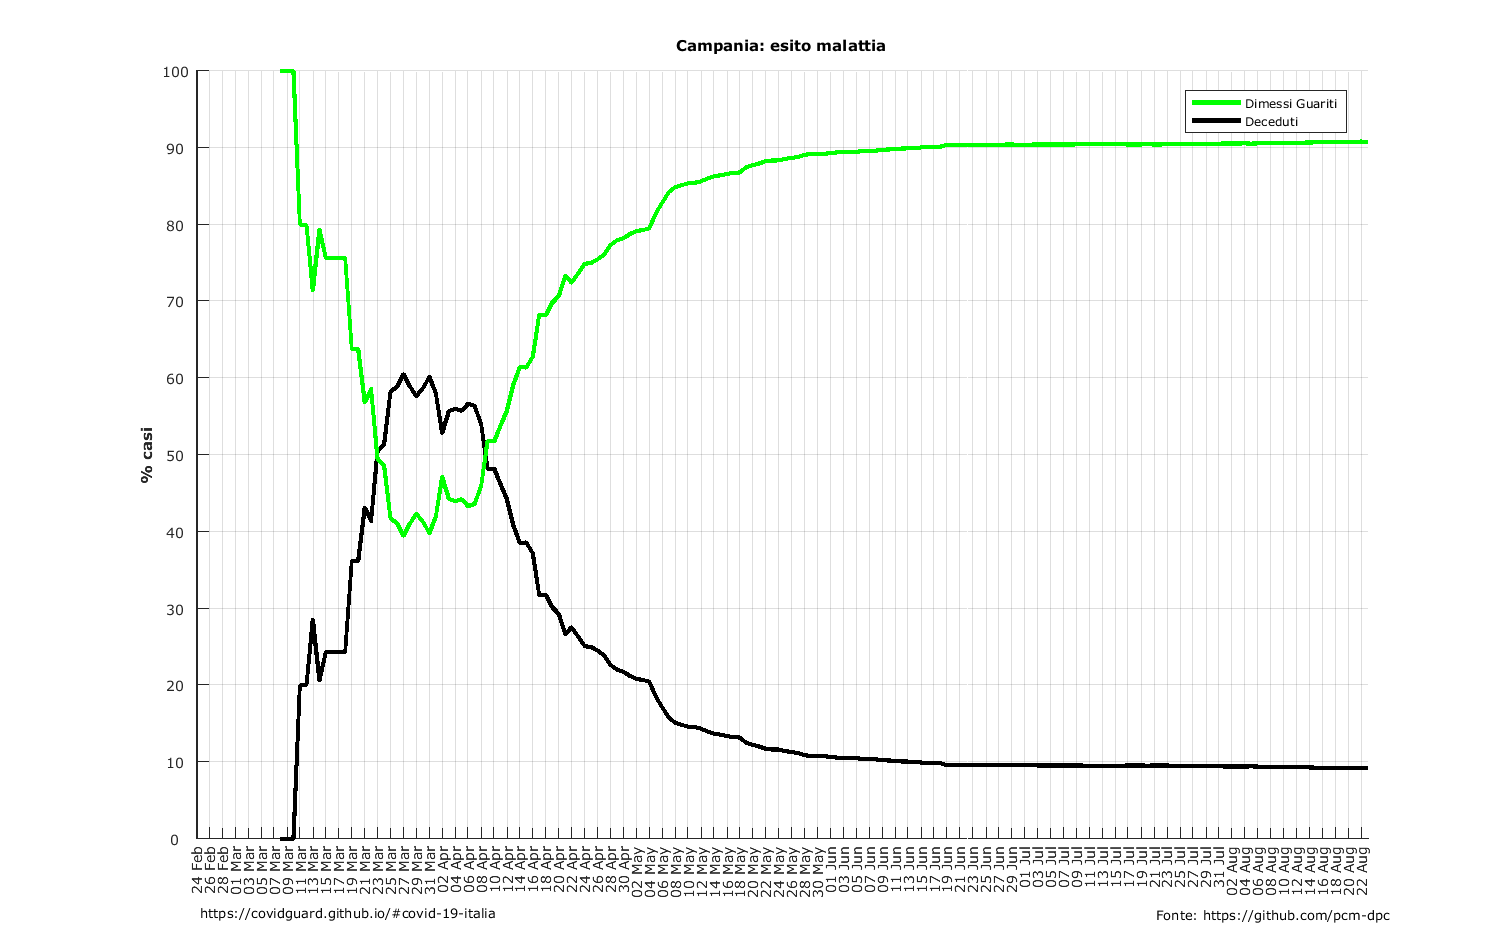 Campania: esito malattia
Dimessi Guariti
Deceduti
% casi
100
90
80
70
60
50
40
30
20
10
0
24 Feb
26 Feb
28 Feb
01 Mar
03 Mar
05 Mar
07 Mar
09 Mar
11 Mar
13 Mar
15 Mar
17 Mar
19 Mar
21 Mar
23 Mar
25 Mar
27 Mar
29 Mar
31 Mar
02 Apr
04 Apr
06 Apr
08 Apr
10 Apr
12 Apr
14 Apr
16 Apr
18 Apr
20 Apr
22 Apr
24 Apr
26 Apr
28 Apr
30 Apr
02 May
04 May
06 May
08 May
10 May
12 May
14 May
16 May
18 May
20 May
22 May
24 May
26 May
28 May
30 May
01 Jun
03 Jun
05 Jun
07 Jun
09 Jun
11 Jun
13 Jun
15 Jun
17 Jun
19 Jun
21 Jun
23 Jun
25 Jun
27 Jun
29 Jun
01 Jul
03 Jul
05 Jul
07 Jul
09 Jul
11 Jul
13 Jul
15 Jul
17 Jul
19 Jul
21 Jul
23 Jul
25 Jul
27 Jul
29 Jul
31 Jul
02 Aug
04 Aug
06 Aug
08 Aug
10 Aug
12 Aug
14 Aug
16 Aug
18 Aug
20 Aug
22 Aug
https://covidguard.github.io/#covid-19-italia
Fonte: https://github.com/pcm-dpc